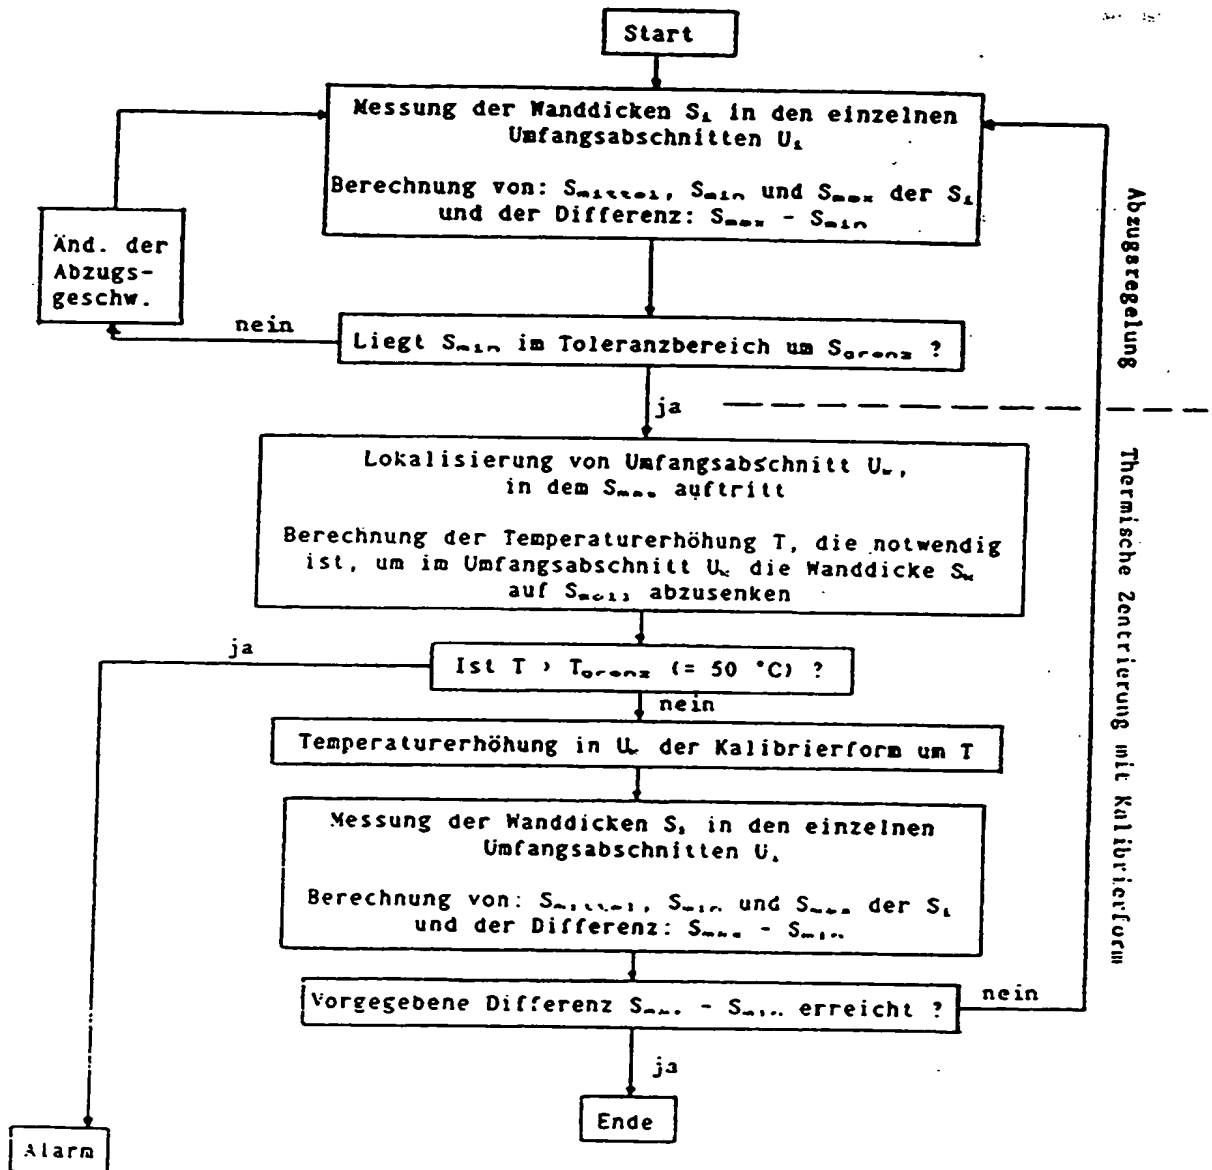 Start
Messung der Wanddicken Si in den einzelnen
Umfangsabschnitten Ui
Berechnung von: Smittel, Smin und Smax der Si
und der Differenz: Smax - Smin
Änd. der
Abzugs-
geschw.
nein
Liegt Smin im Toleranzbereich um SGrenz ?
ja
Abzugsregelung
Lokalisierung von Umfangsabschnitt
in dem Smax auftritt
Berechnung der Temperaturerhöhung T, die notwendig
ist, um im Umfangsabschnitt die Wanddicke
auf abzusenken
ja
Ist T > TGrenz (= 50 °C) ?
nein
Temperaturerhöhung in der Kalibrierform um T
Messung der Wanddicken Si in den einzelnen
Umfangsabschnitten Ui
Berechnung von: Smittel, Smin und Smax der Si
und der Differenz: Smax - Smin
Vorgegebene Differenz Smax - Smin erreicht ?
nein
ja
Ende
Alarm
Thermische Zentrierung mit Kalibrierform